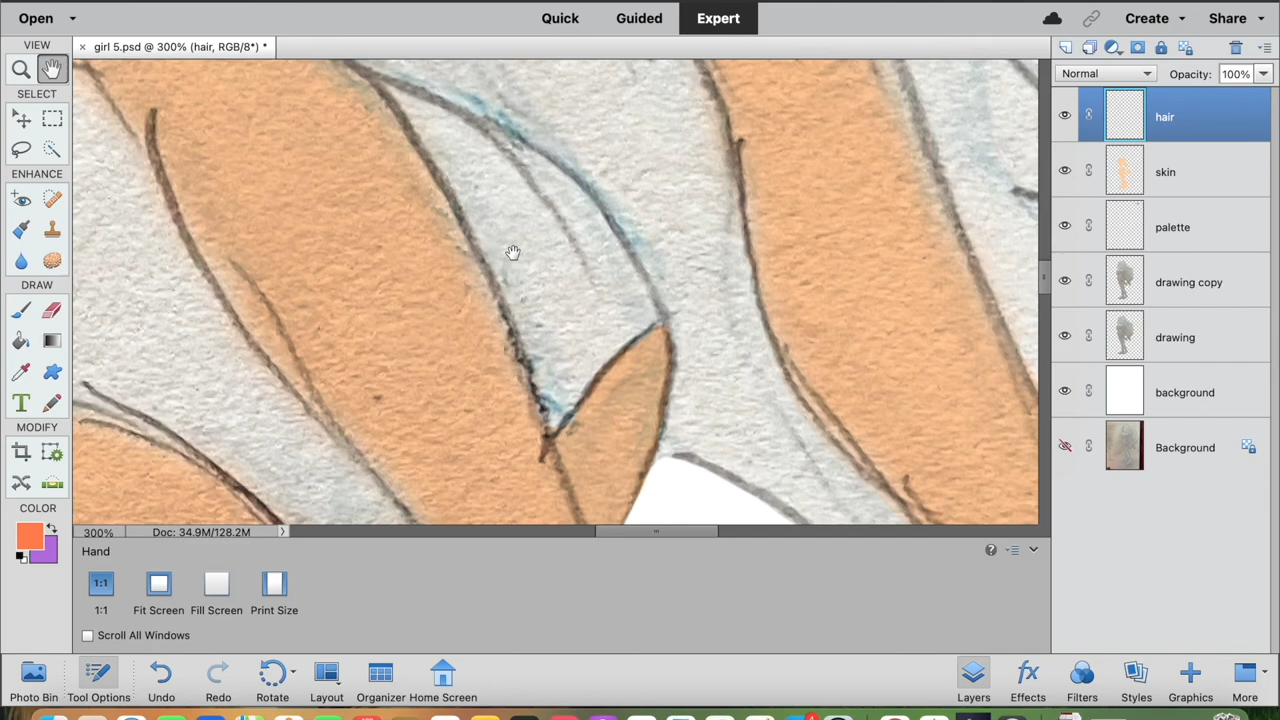 Open
Quick
Guided
Expert
Create
Share
× girl 5.psd @ 300% (hair, RGB/8*) *
VIEW
SELECT
ENHANCE
DRAW
T
MODIFY
COLOR
Normal
Opacity: 100%
hair
skin
palette
drawing copy
drawing
background
Background
300%
Doc: 34.9M/128.2M
Hand
1:1
1:1
Fit Screen
Fill Screen
Print Size
Scroll All Windows
Photo Bin
Tool Options
Undo
Redo
Rotate
Layout
Organizer
Home Screen
fx
Layers
Effects
Filters
Styles
Graphics
More